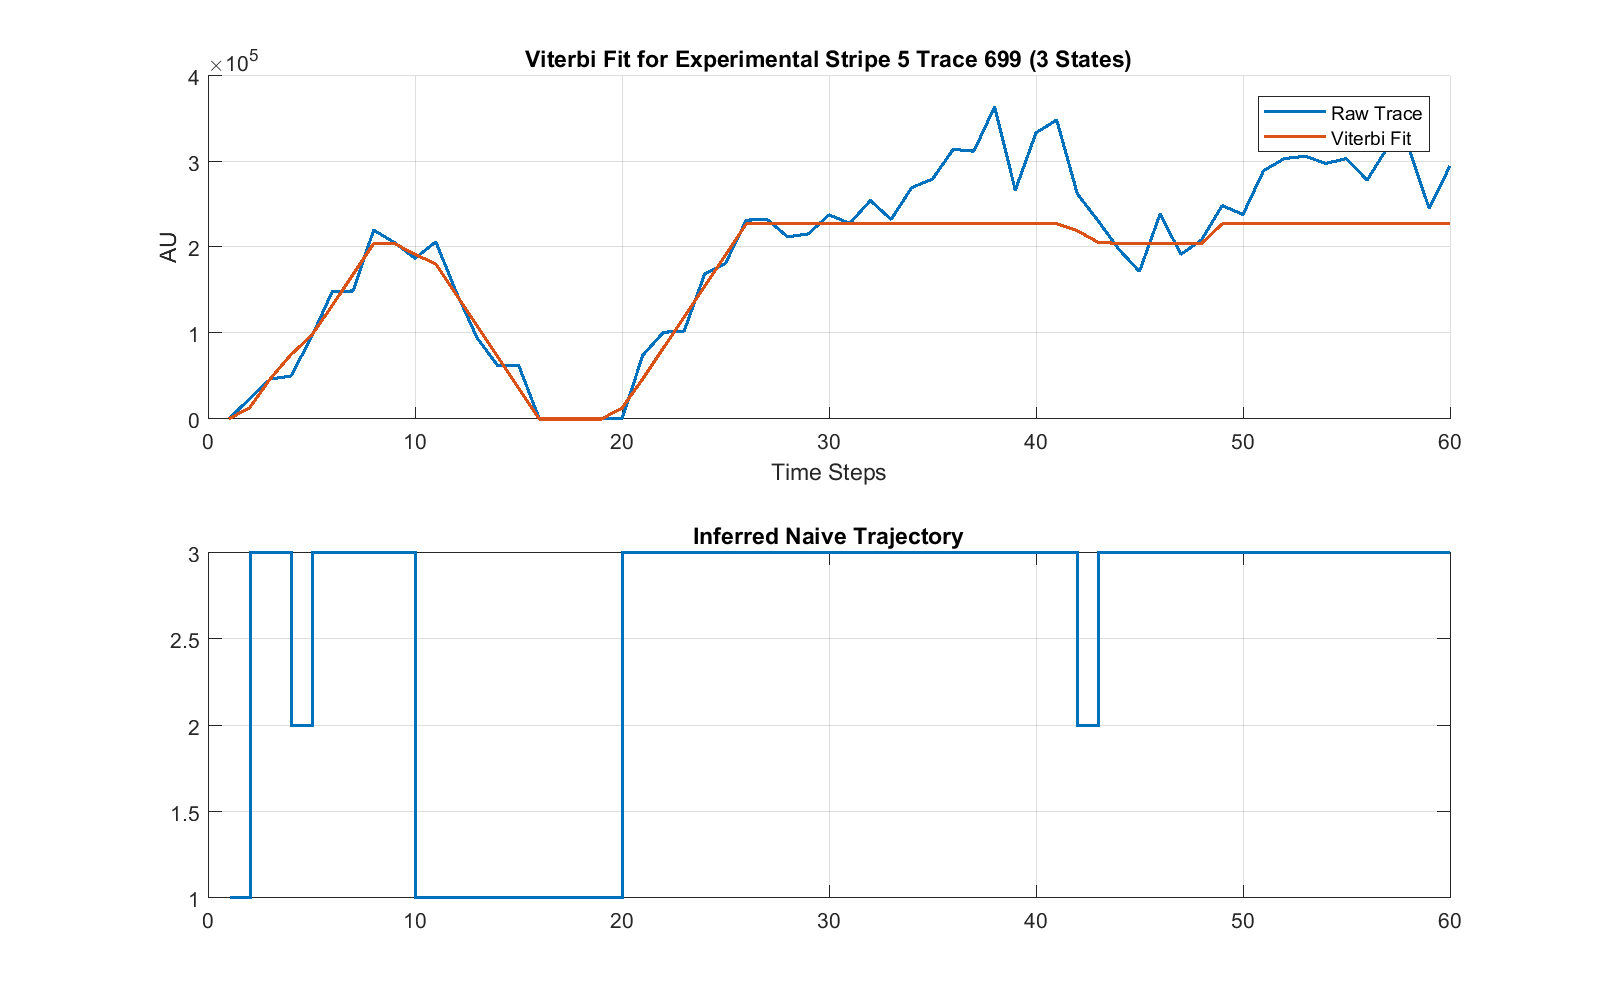 Viterbi Fit for Experimental Stripe 5 Trace 699 (3 States)
×10^5
4
3
2
1
0
AU
Raw Trace
Viterbi Fit
0 10 20 30 40 50 60
Time Steps
Inferred Naive Trajectory
3
2.5
2
1.5
1
0 10 20 30 40 50 60